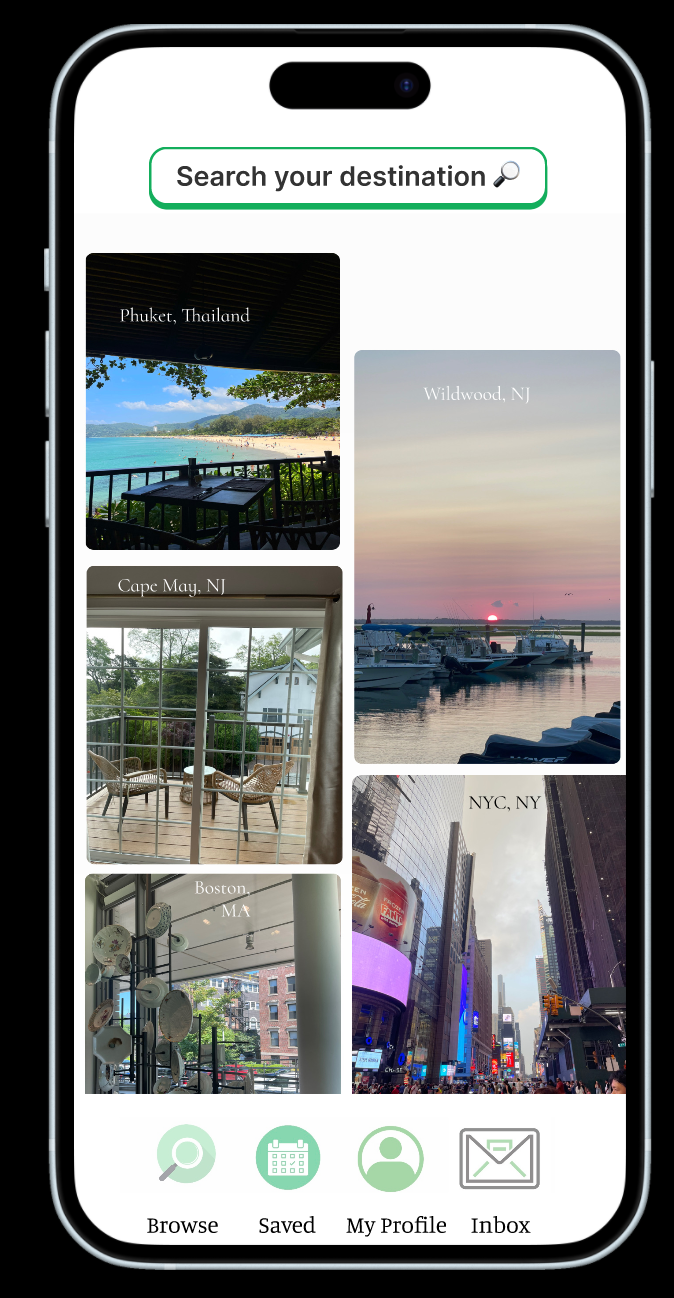 Search your destination
Phuket, Thailand
Wildwood, NJ
Cape May, NJ
NYC, NY
Boston,
MA
Browse
Saved
My Profile
Inbox